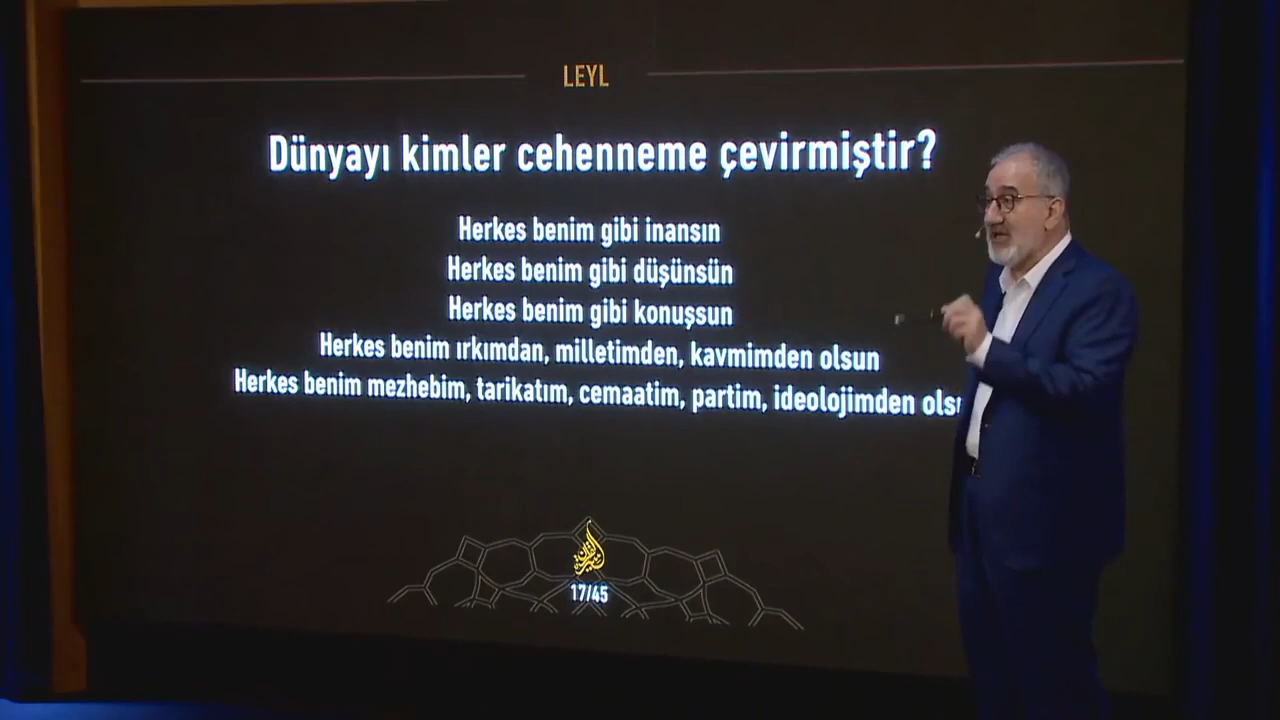 LEYL
Dünyayı kimler cehenneme çevirmiştir?
Herkes benim gibi inansın
Herkes benim gibi düşünsün
Herkes benim gibi konuşsun
Herkes benim ırkımdan, milletimden, kavmimden olsun
Herkes benim mezhebim, tarikatım, cemaatim, partim, ideolojimden
17/45